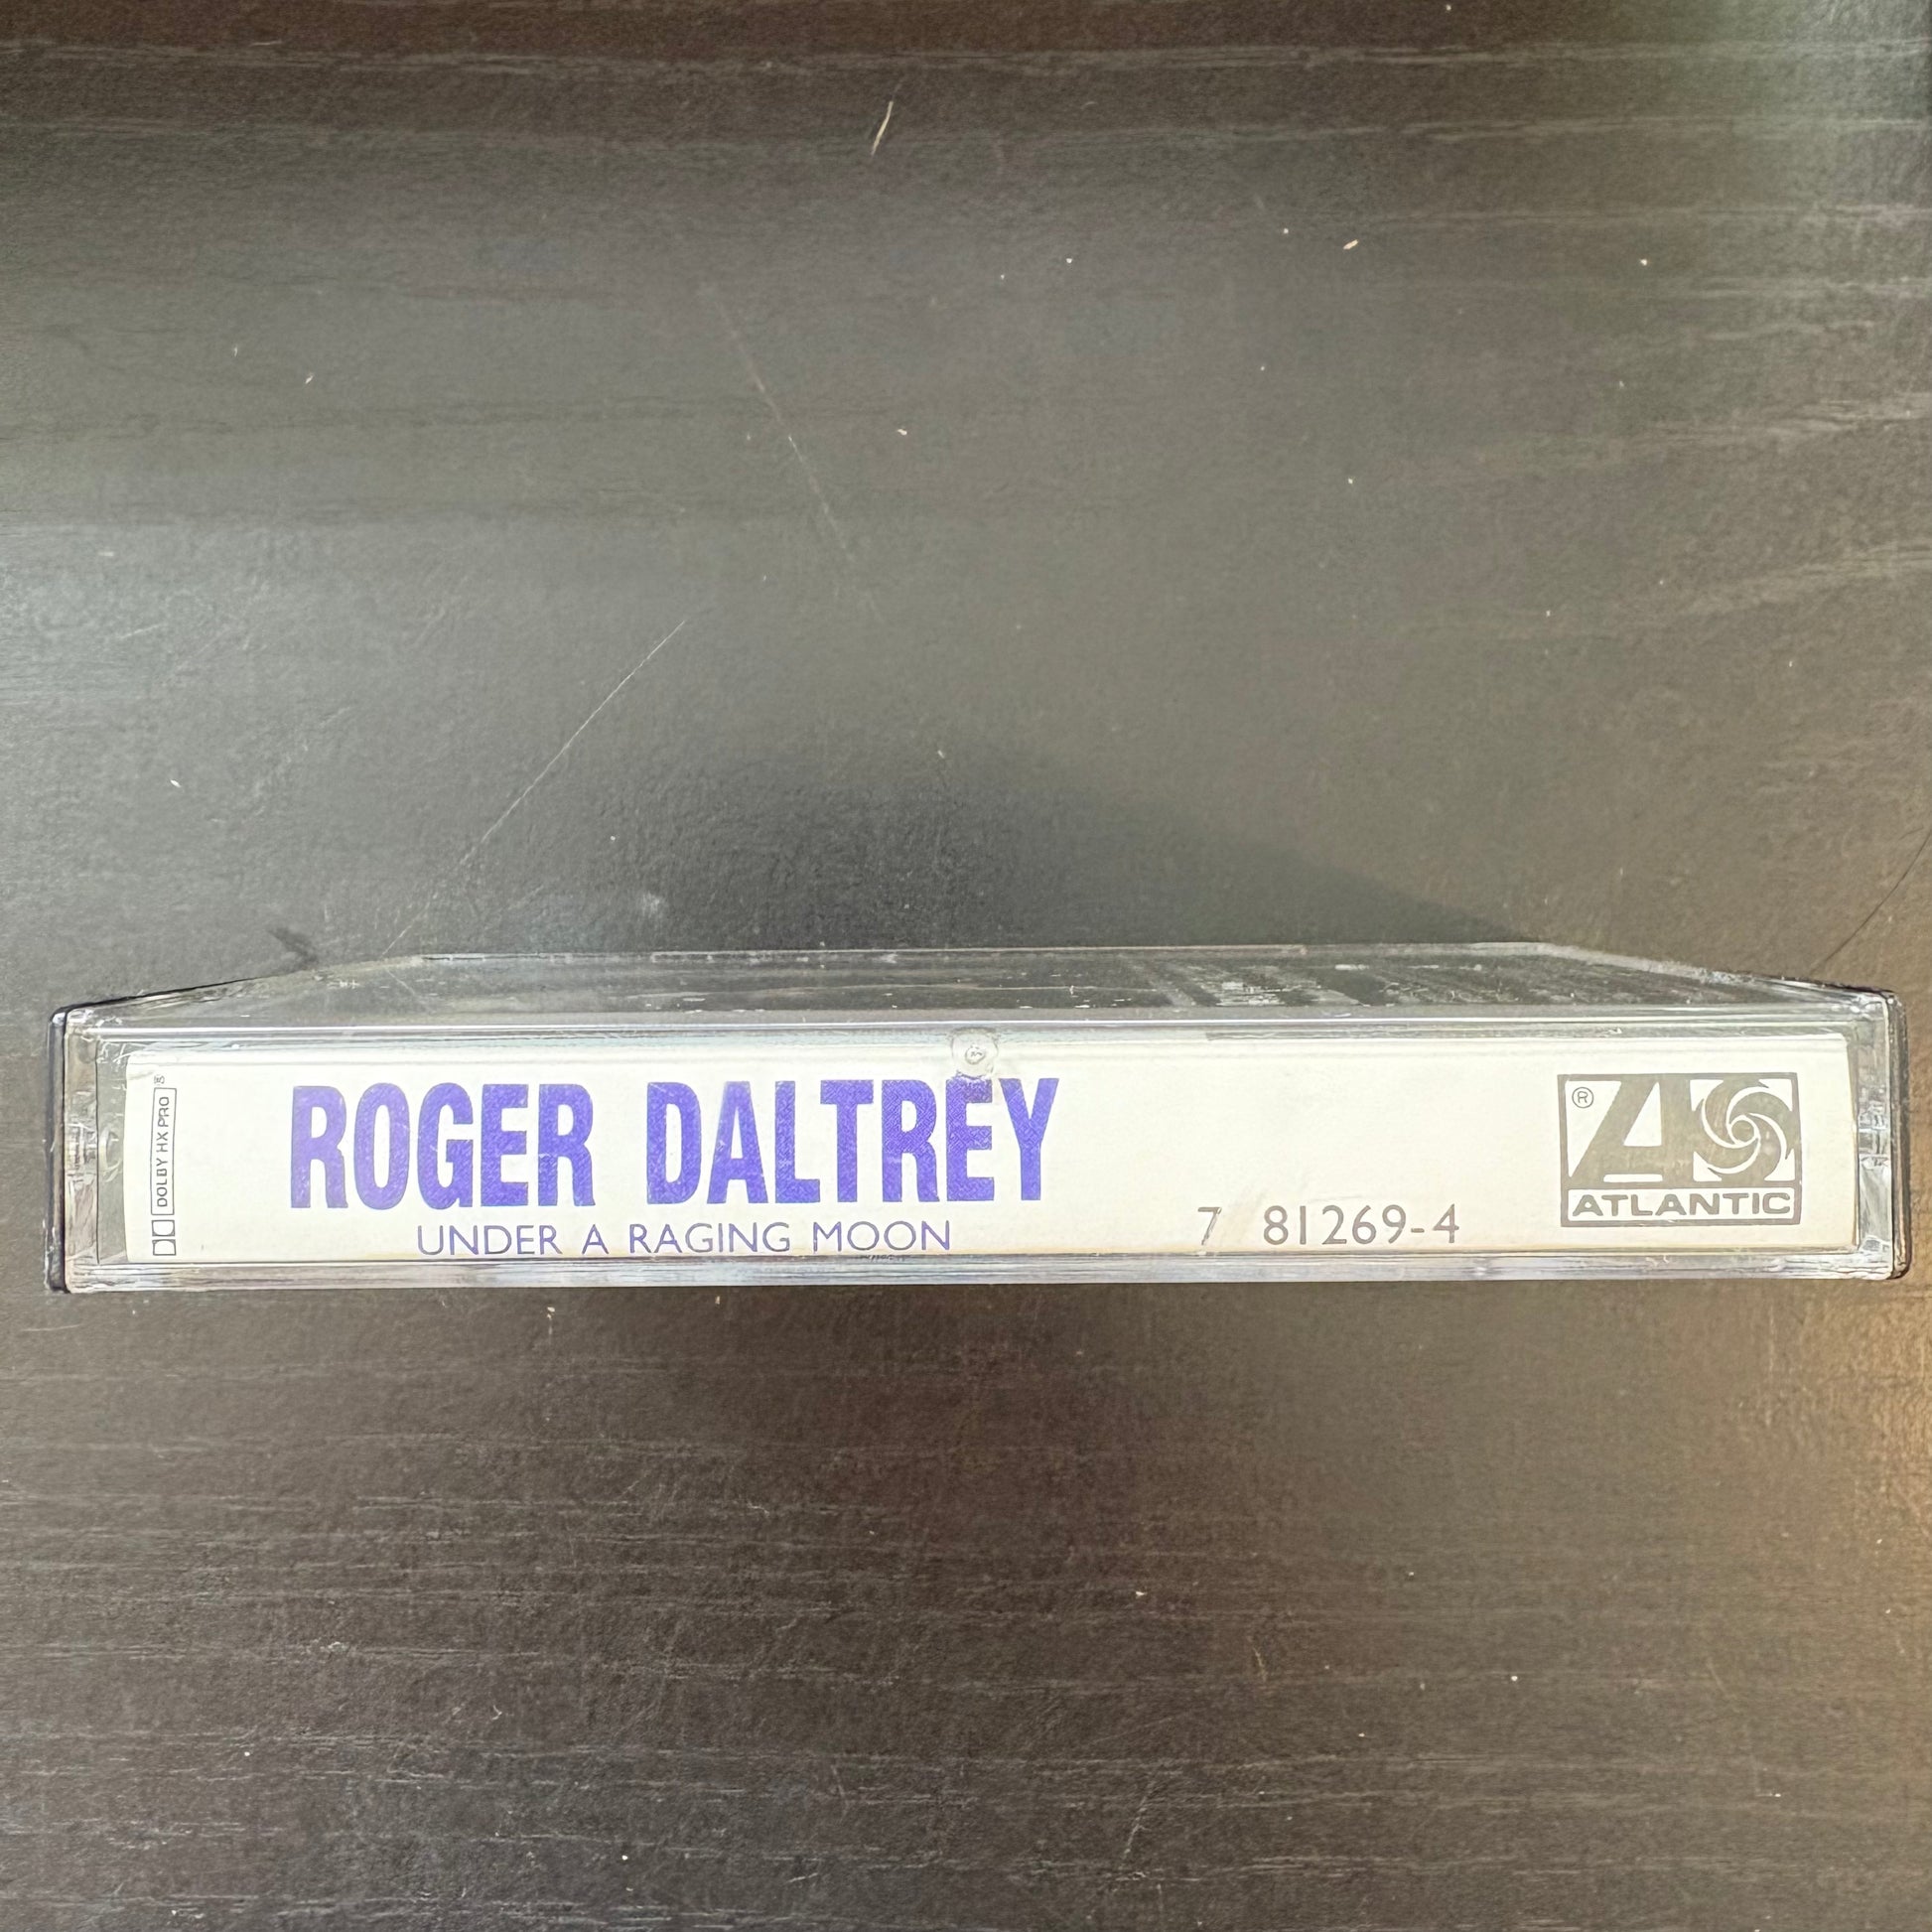 DOLBY HX PRO
ROGER DALTREY
UNDER A RAGING MOON
7 81269-4
®
ATLANTIC